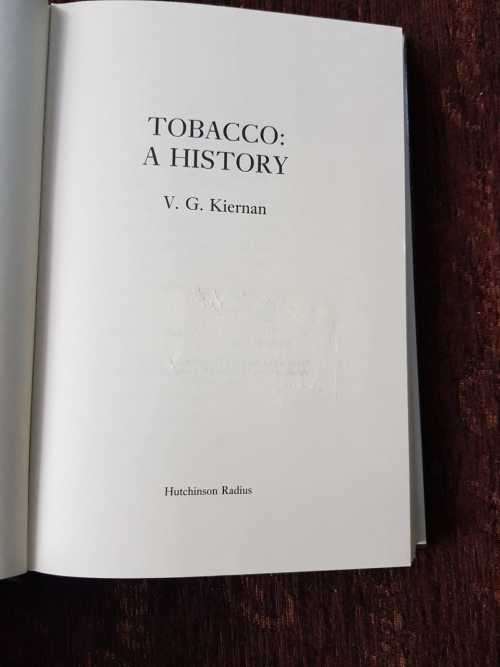 TOBACCO:
A HISTORY
V. G. Kiernan
Hutchinson Radius